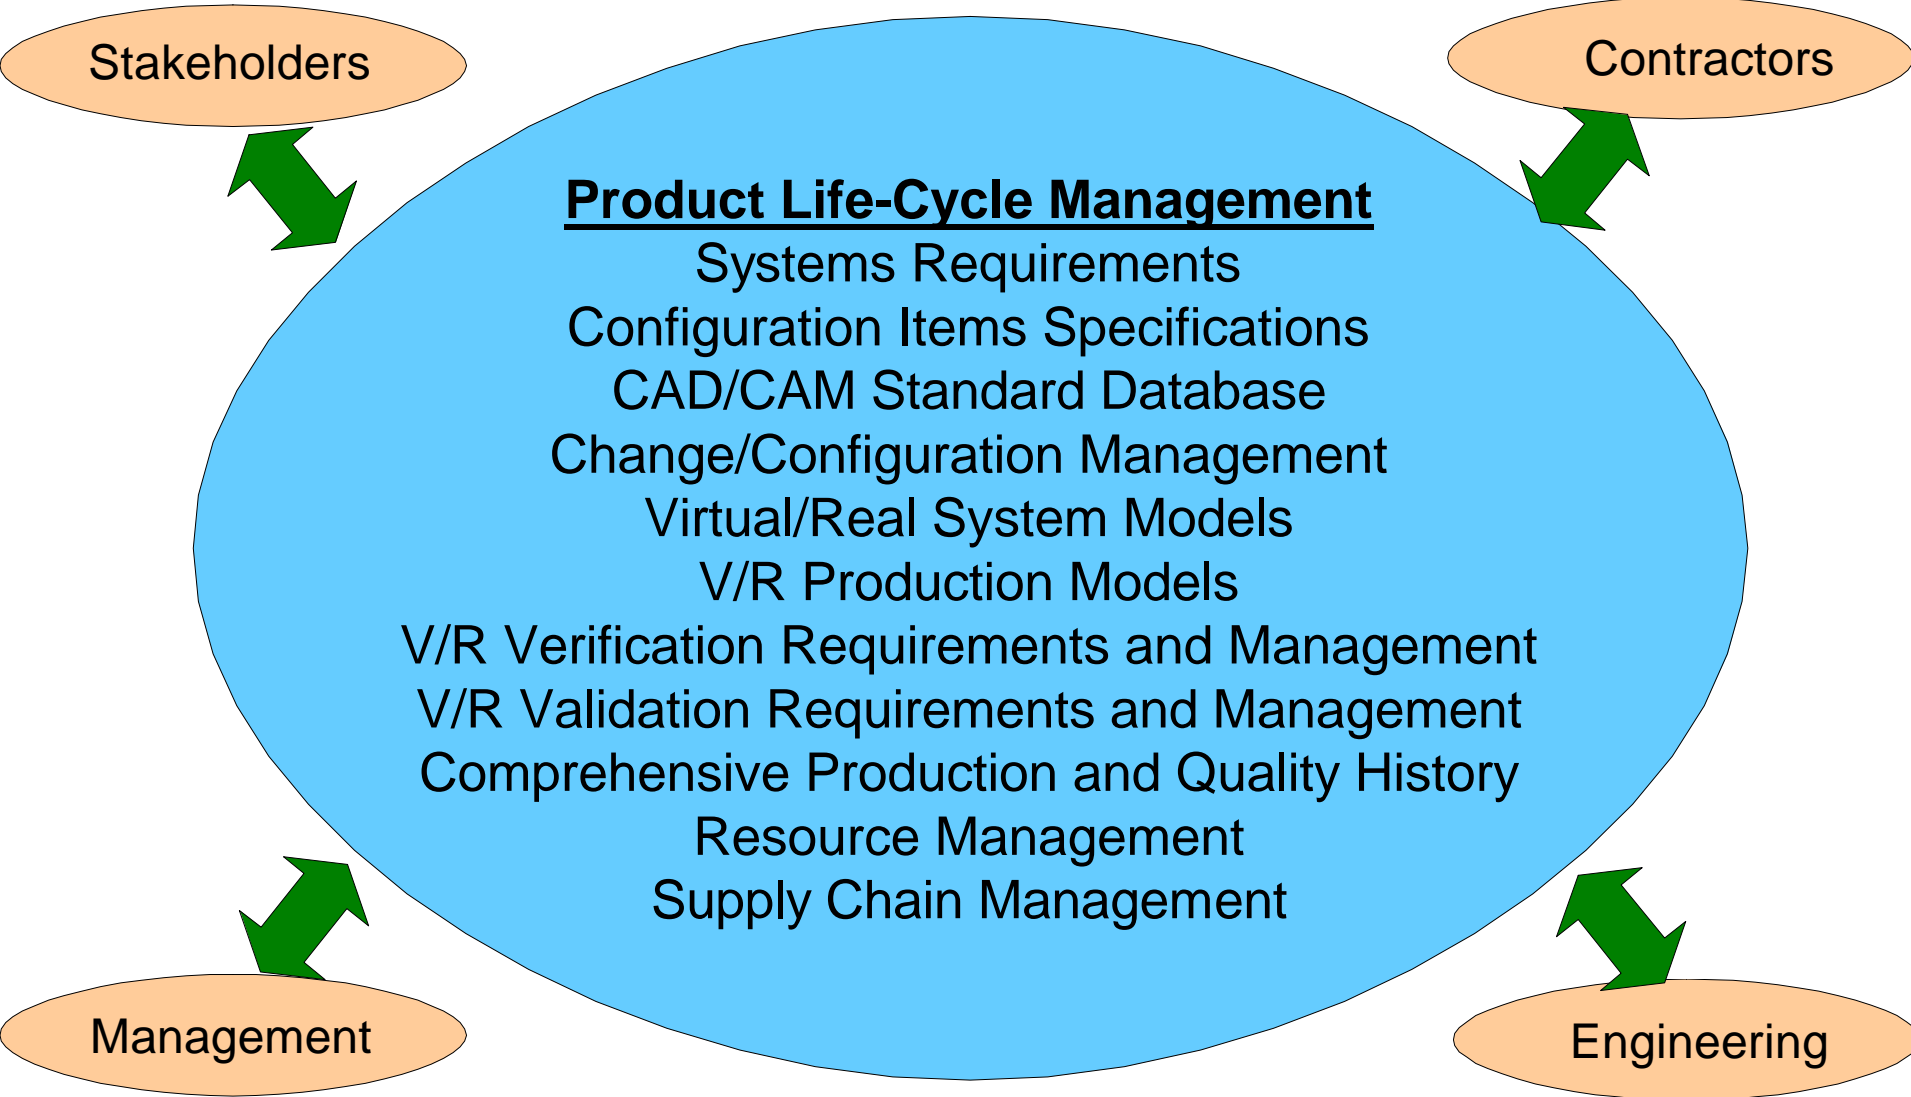 Stakeholders
Contractors
Product Life-Cycle Management
Systems Requirements
Configuration Items Specifications
CAD/CAM Standard Database
Change/Configuration Management
Virtual/Real System Models
V/R Production Models
V/R Verification Requirements and Management
V/R Validation Requirements and Management
Comprehensive Production and Quality History
Resource Management
Supply Chain Management
Management
Engineering